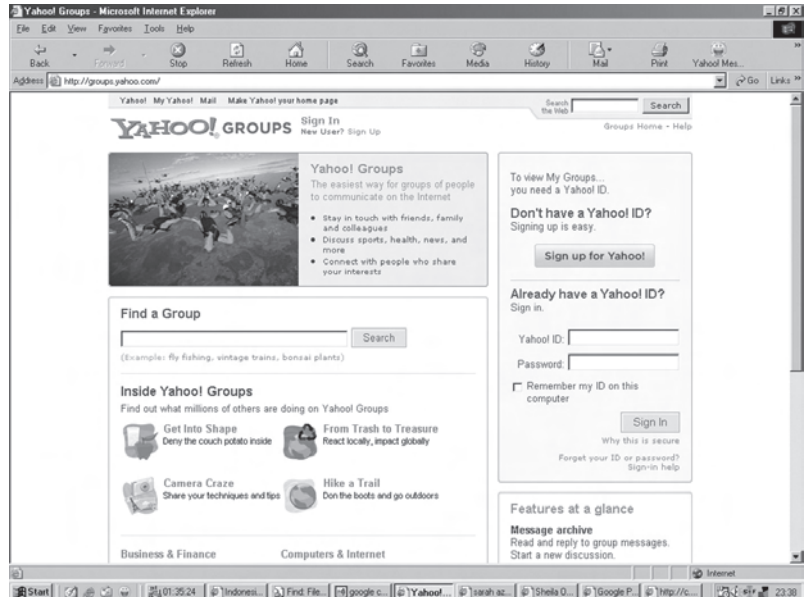 Yahoo! Groups - Microsoft Internet Explorer
File Edit View Favorites Tools Help
Back Forward Stop Refresh Home Search Favorites Media History Mail Print Yahoo! Mes...
Address http://groups.yahoo.com/ Go Links »
Yahoo! My Yahoo! Mail Make Yahoo! your home page
Search the Web Search
YAHOO! GROUPS Sign In
New User? Sign Up
Groups Home - Help
Yahoo! Groups
The easiest way for groups of people
to communicate on the Internet
• Stay in touch with friends, family
and colleagues
• Discuss sports, health, news, and
more
• Connect with people who share
your interests
Find a Group
Search
(Example: fly fishing, vintage trains, bonsai plants)
Inside Yahoo! Groups
Find out what millions of others are doing on Yahoo! Groups
Get Into Shape
Deny the couch potato inside
From Trash to Treasure
React locally, impact globally
Camera Craze
Share your techniques and tips
Hike a Trail
Don the boots and go outdoors
Business & Finance Computers & Internet
To view My Groups...
you need a Yahoo! ID.
Don't have a Yahoo! ID?
Signing up is easy.
Sign up for Yahoo!
Already have a Yahoo! ID?
Sign in.
Yahoo! ID:
Password:
Remember my ID on this
computer
Sign In
Why this is secure
Forget your ID or password?
Sign-in help
Features at a glance
Message archive
Read and reply to group messages.
Start a new discussion.
Internet
Start 01:35:24 Indonesi... Find: File... google c... Yahoo!... sarah az... Sheila O... Google P... http://c... 23:38